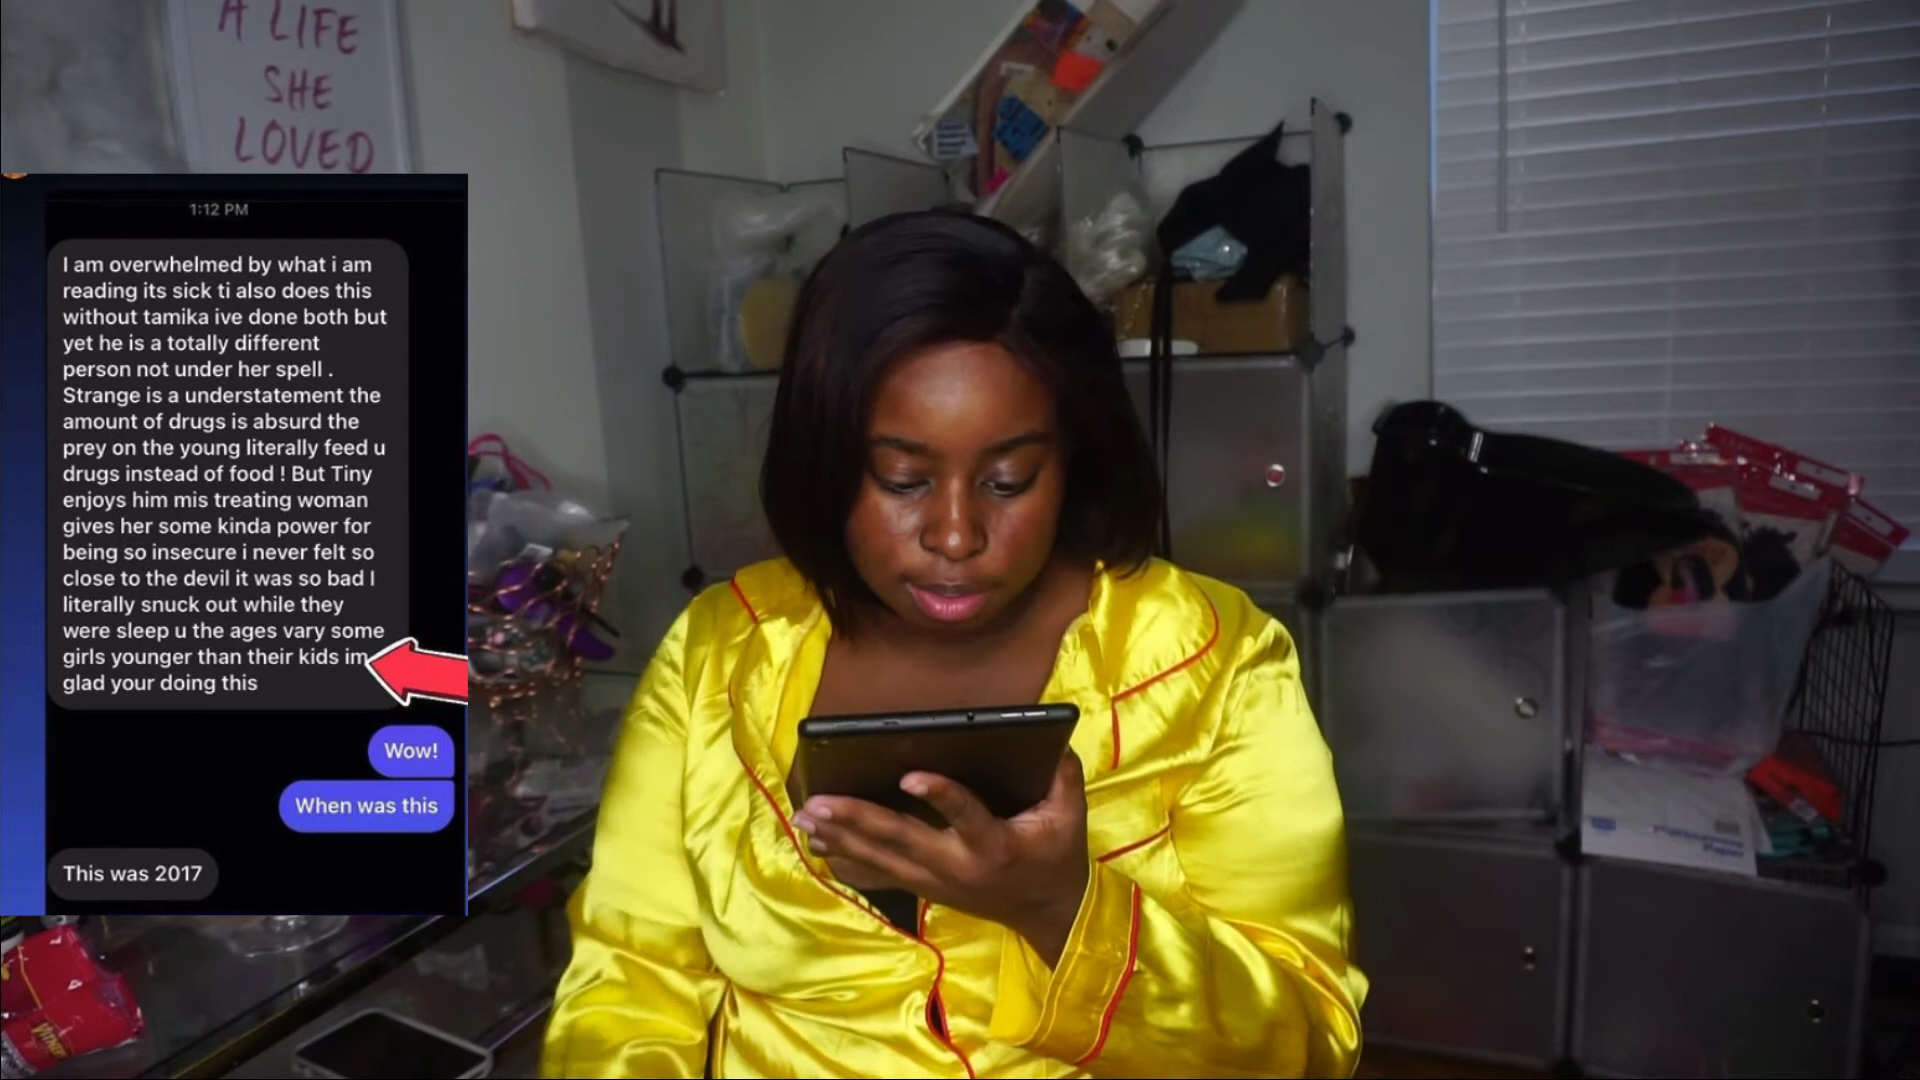 A LIFE
SHE
LOVED
1:12 PM
I am overwhelmed by what i am
reading its sick ti also does this
without tamika ive done both but
yet he is a totally different
person not under her spell .
Strange is a understatement the
amount of drugs is absurd the
prey on the young literally feed u
drugs instead of food ! But Tiny
enjoys him mis treating woman
gives her some kinda power for
being so insecure i never felt so
close to the devil it was so bad I
literally snuck out while they
were sleep u the ages vary some
girls younger than their kids im
glad your doing this
Wow!
When was this
This was 2017